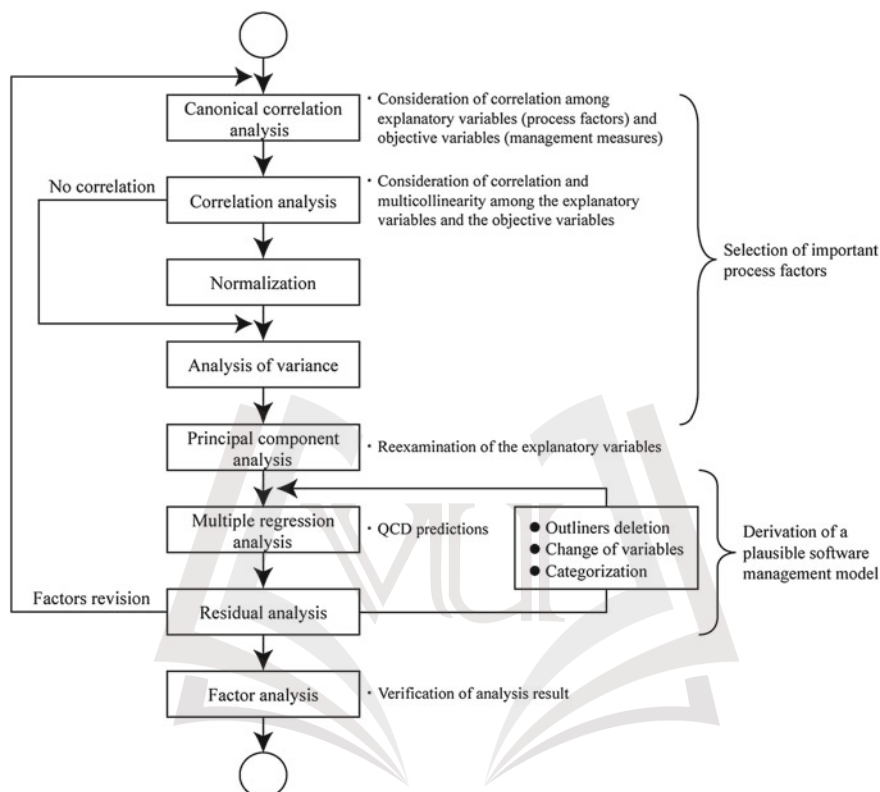 Canonical correlation
analysis
・Consideration of correlation among
explanatory variables (process factors) and
objective variables (management measures)
No correlation
Correlation analysis
・Consideration of correlation and
multicollinearity among the explanatory
variables and the objective variables
Selection of important
process factors
Normalization
Analysis of variance
Principal component
analysis
・Reexamination of the explanatory variables
Multiple regression
analysis
・QCD predictions
● Outliners deletion
● Change of variables
● Categorization
Derivation of a
plausible software
management model
Factors revision
Residual analysis
Factor analysis
・Verification of analysis result
VUI